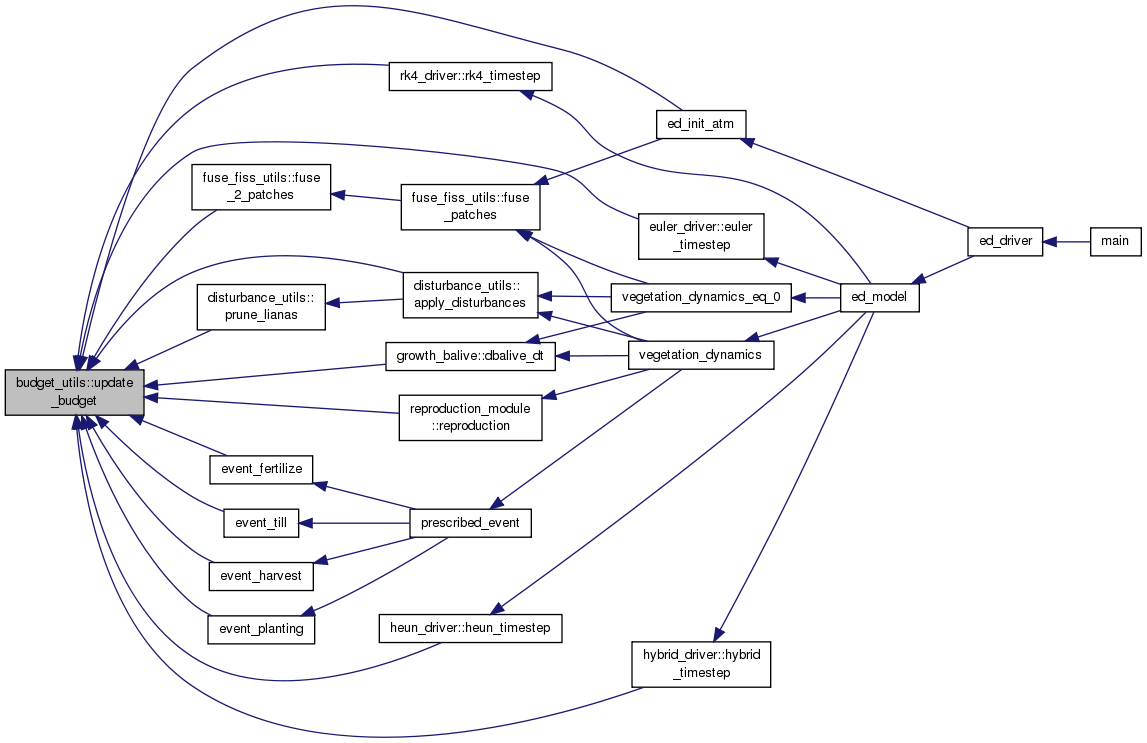 rk4_driver::rk4_timestep
ed_init_atm
fuse_fiss_utils::fuse
_2_patches
fuse_fiss_utils::fuse
_patches
euler_driver::euler
_timestep
ed_driver
main
disturbance_utils::
prune_lianas
disturbance_utils::
apply_disturbances
vegetation_dynamics_eq_0
ed_model
growth_balive::dbalive_dt
vegetation_dynamics
budget_utils::update
_budget
reproduction_module
::reproduction
event_fertilize
event_till
prescribed_event
event_harvest
event_planting
heun_driver::heun_timestep
hybrid_driver::hybrid
_timestep